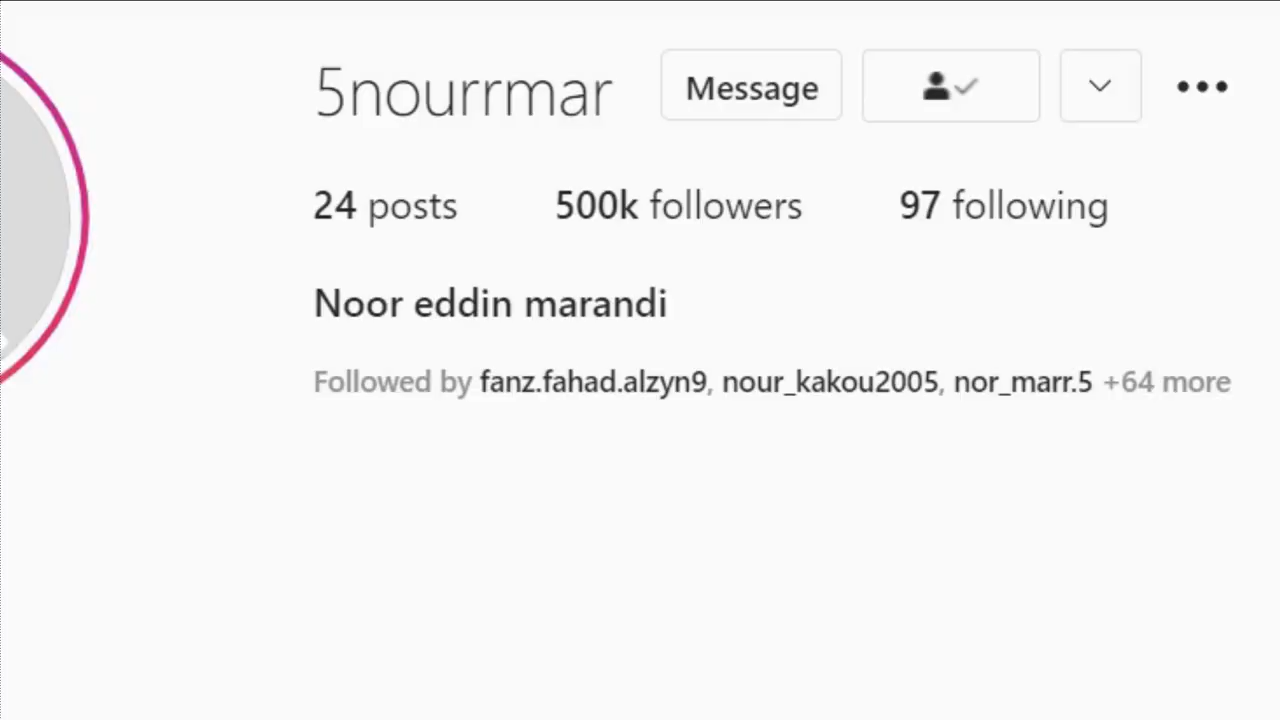 5nourrmar Message
24 posts 500k followers 97 following
Noor eddin marandi
Followed by fanz.fahad.alzyn9, nour_kakou2005, nor_marr.5 +64 more